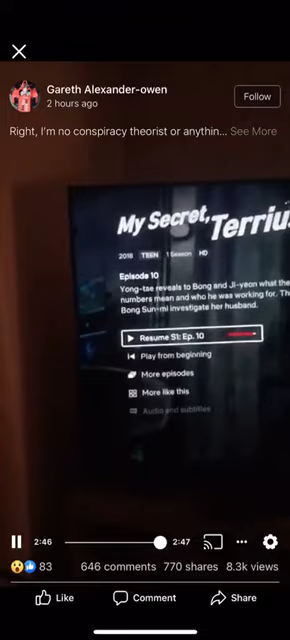 Gareth Alexander-owen
2 hours ago
Follow
Right, I'm no conspiracy theorist or anythin... See More
My Secret, Terriu
2018 TEEN 1 Season HD
Episode 10
Yong-tae reveals to Bong and Ji-yeon what the
numbers mean and who he was working for. Th
Bong Sun-mi investigate her husband.
Resume S1: Ep. 10
Play from beginning
More episodes
More like this
Audio and subtitles
2:46
2:47
83
646 comments 770 shares 8.3k views
Like
Comment
Share